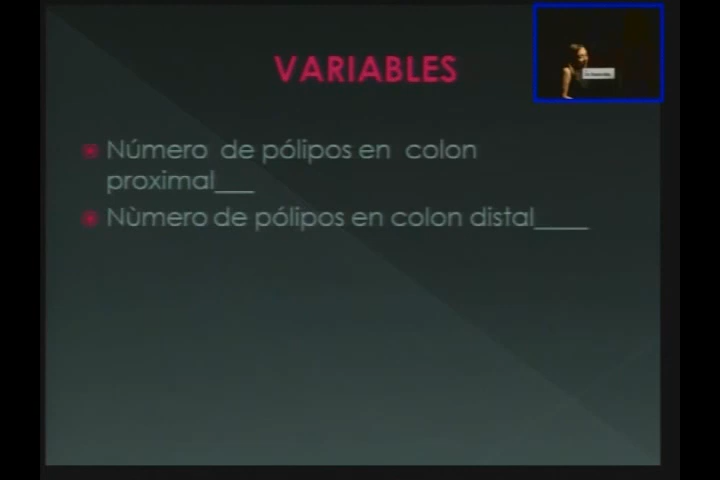 VARIABLES
Número de pólipos en colon
proximal___
Nùmero de pólipos en colon distal____